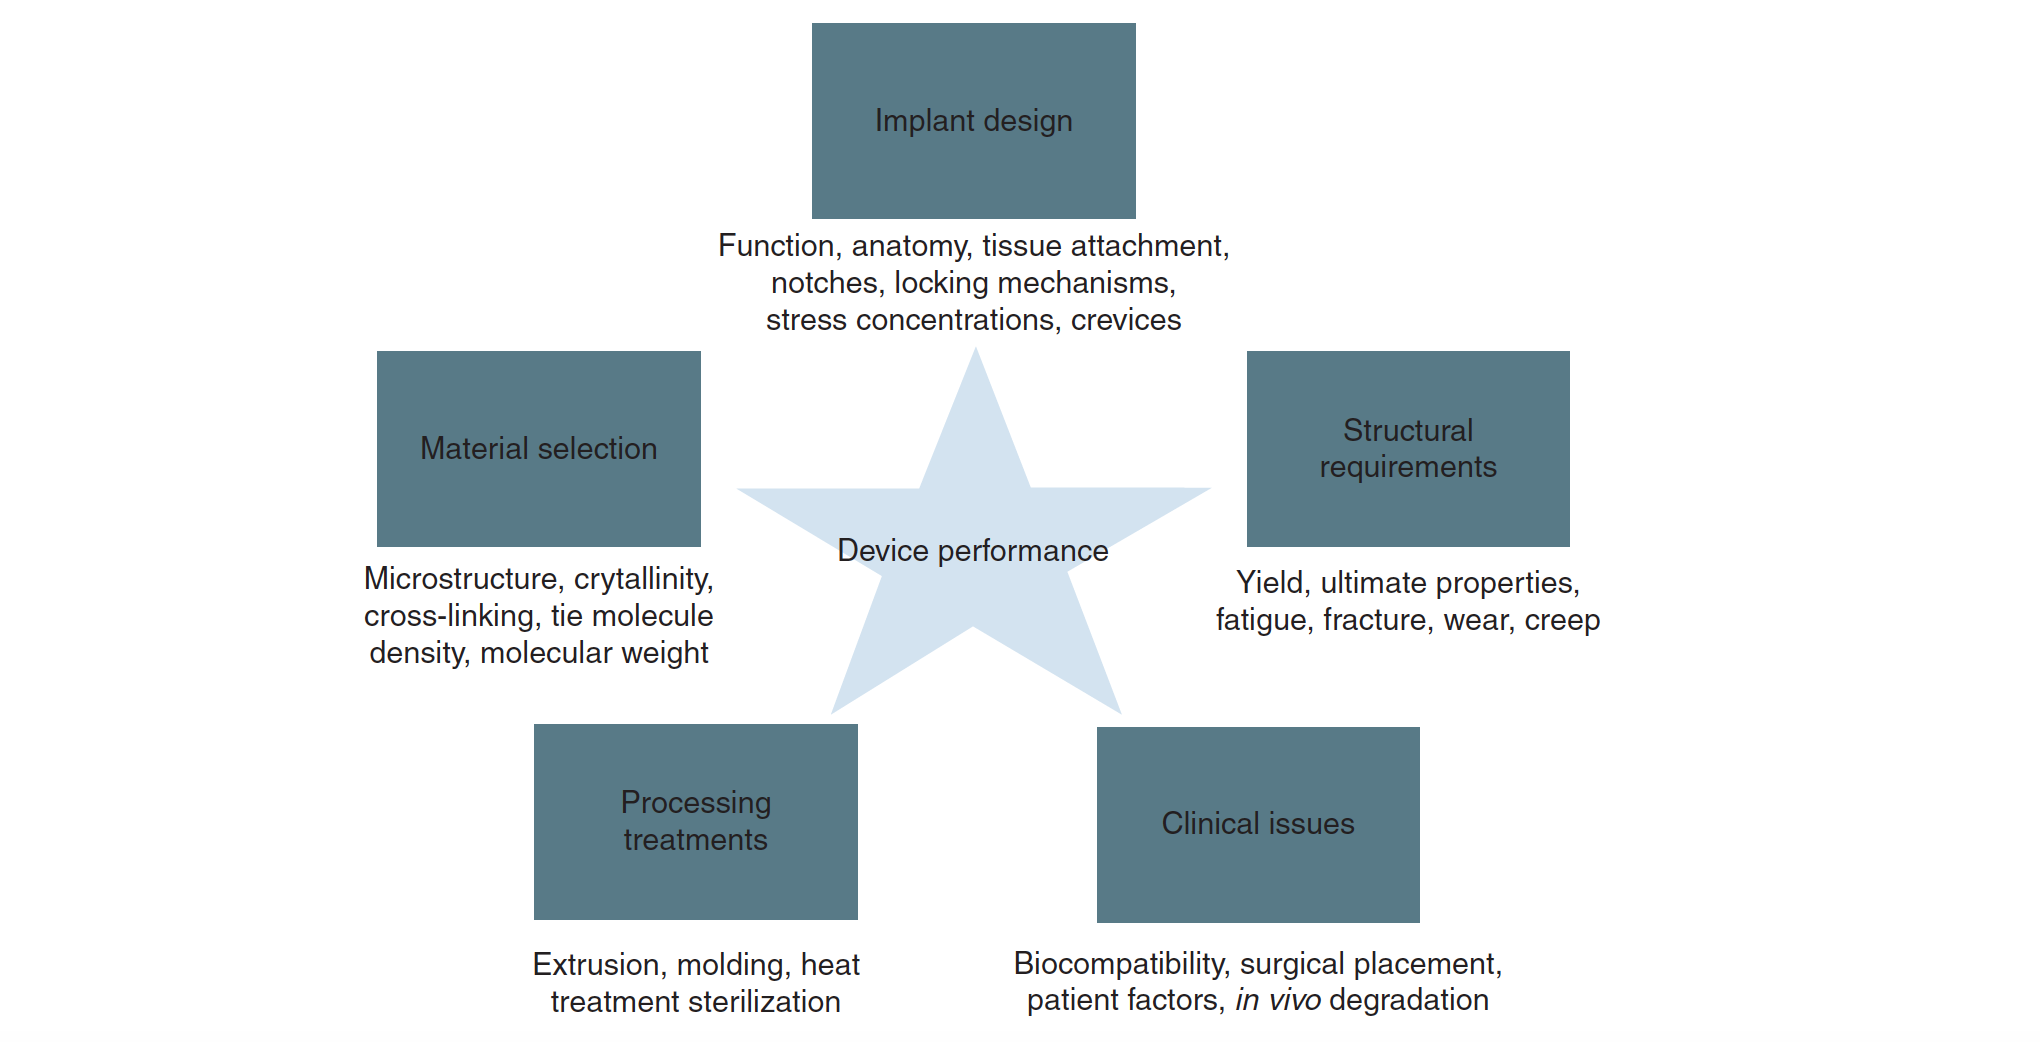 Implant design
Function, anatomy, tissue attachment,
notches, locking mechanisms,
stress concentrations, crevices
Material selection
Microstructure, crytallinity,
cross-linking, tie molecule
density, molecular weight
Structural
requirements
Yield, ultimate properties,
fatigue, fracture, wear, creep
Device performance
Processing
treatments
Extrusion, molding, heat
treatment sterilization
Clinical issues
Biocompatibility, surgical placement,
patient factors, in vivo degradation